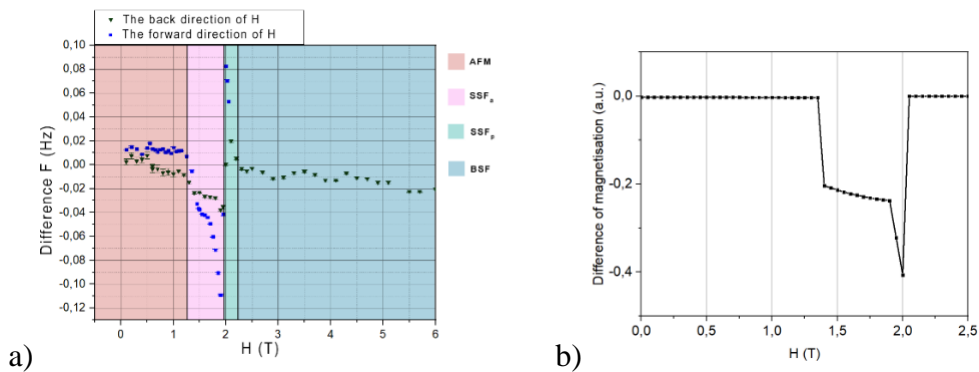 The back direction of H
The forward direction of H
0,10
0,08
0,06
0,04
0,02
0,00
-0,02
-0,04
-0,06
-0,08
-0,10
-0,12
Difference F (Hz)
0 1 2 3 4 5 6
H (T)
AFM
SSFa
SSFp
BSF
a)
0,0
-0,2
-0,4
Difference of magnetisation (a.u.)
0,0 0,5 1,0 1,5 2,0 2,5
H (T)
b)